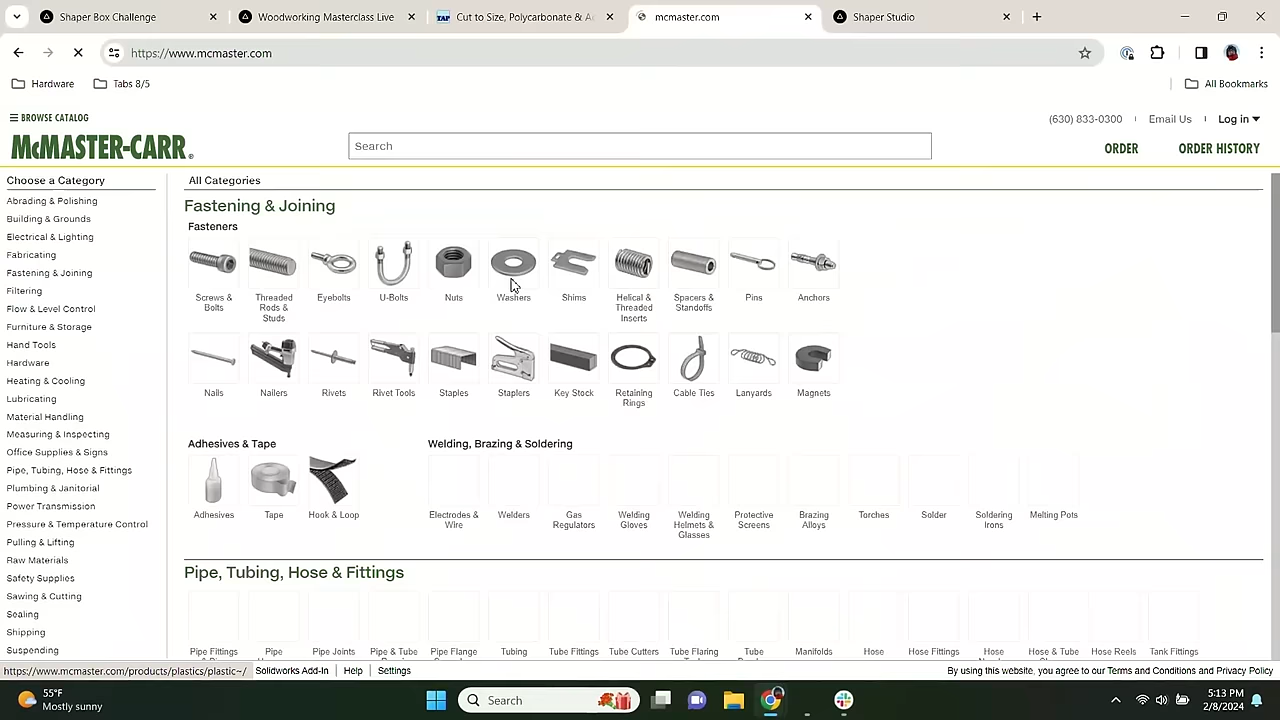 Shaper Box Challenge
Woodworking Masterclass Live
TAP Cut to Size, Polycarbonate & A
mcmaster.com
Shaper Studio
https://www.mcmaster.com
Hardware
Tabs 8/5
All Bookmarks
BROWSE CATALOG
(630) 833-0300
Email Us
Log in
McMASTER-CARR®
Search
ORDER
ORDER HISTORY
Choose a Category
Abrading & Polishing
Building & Grounds
Electrical & Lighting
Fabricating
Fastening & Joining
Filtering
Flow & Level Control
Furniture & Storage
Hand Tools
Hardware
Heating & Cooling
Lubricating
Material Handling
Measuring & Inspecting
Office Supplies & Signs
Pipe, Tubing, Hose & Fittings
Plumbing & Janitorial
Power Transmission
Pressure & Temperature Control
Pulling & Lifting
Raw Materials
Safety Supplies
Sawing & Cutting
Sealing
Shipping
Suspending
All Categories
Fastening & Joining
Fasteners
Screws & Bolts
Threaded Rods & Studs
Eyebolts
U-Bolts
Nuts
Washers
Shims
Helical & Threaded Inserts
Spacers & Standoffs
Pins
Anchors
Nails
Nailers
Rivets
Rivet Tools
Staples
Staplers
Key Stock
Retaining Rings
Cable Ties
Lanyards
Magnets
Adhesives & Tape
Adhesives
Tape
Hook & Loop
Welding, Brazing & Soldering
Electrodes & Wire
Welders
Gas Regulators
Welding Gloves
Welding Helmets & Glasses
Protective Screens
Brazing Alloys
Torches
Solder
Soldering Irons
Melting Pots
Pipe, Tubing, Hose & Fittings
Pipe Fittings
Pipe
Pipe Joints
Pipe & Tube
Pipe Flange
Tubing
Tube Fittings
Tube Cutters
Tube Flaring
Tube
Manifolds
Hose
Hose Fittings
Hose
Hose & Tube
Hose Reels
Tank Fittings
https://www.mcmaster.com/products/plastics/plastic~/
Solidworks Add-In
Help
Settings
By using this website, you agree to our Terms and Conditions and Privacy Policy
55°F
Mostly sunny
Search
5:13 PM
2/8/2024